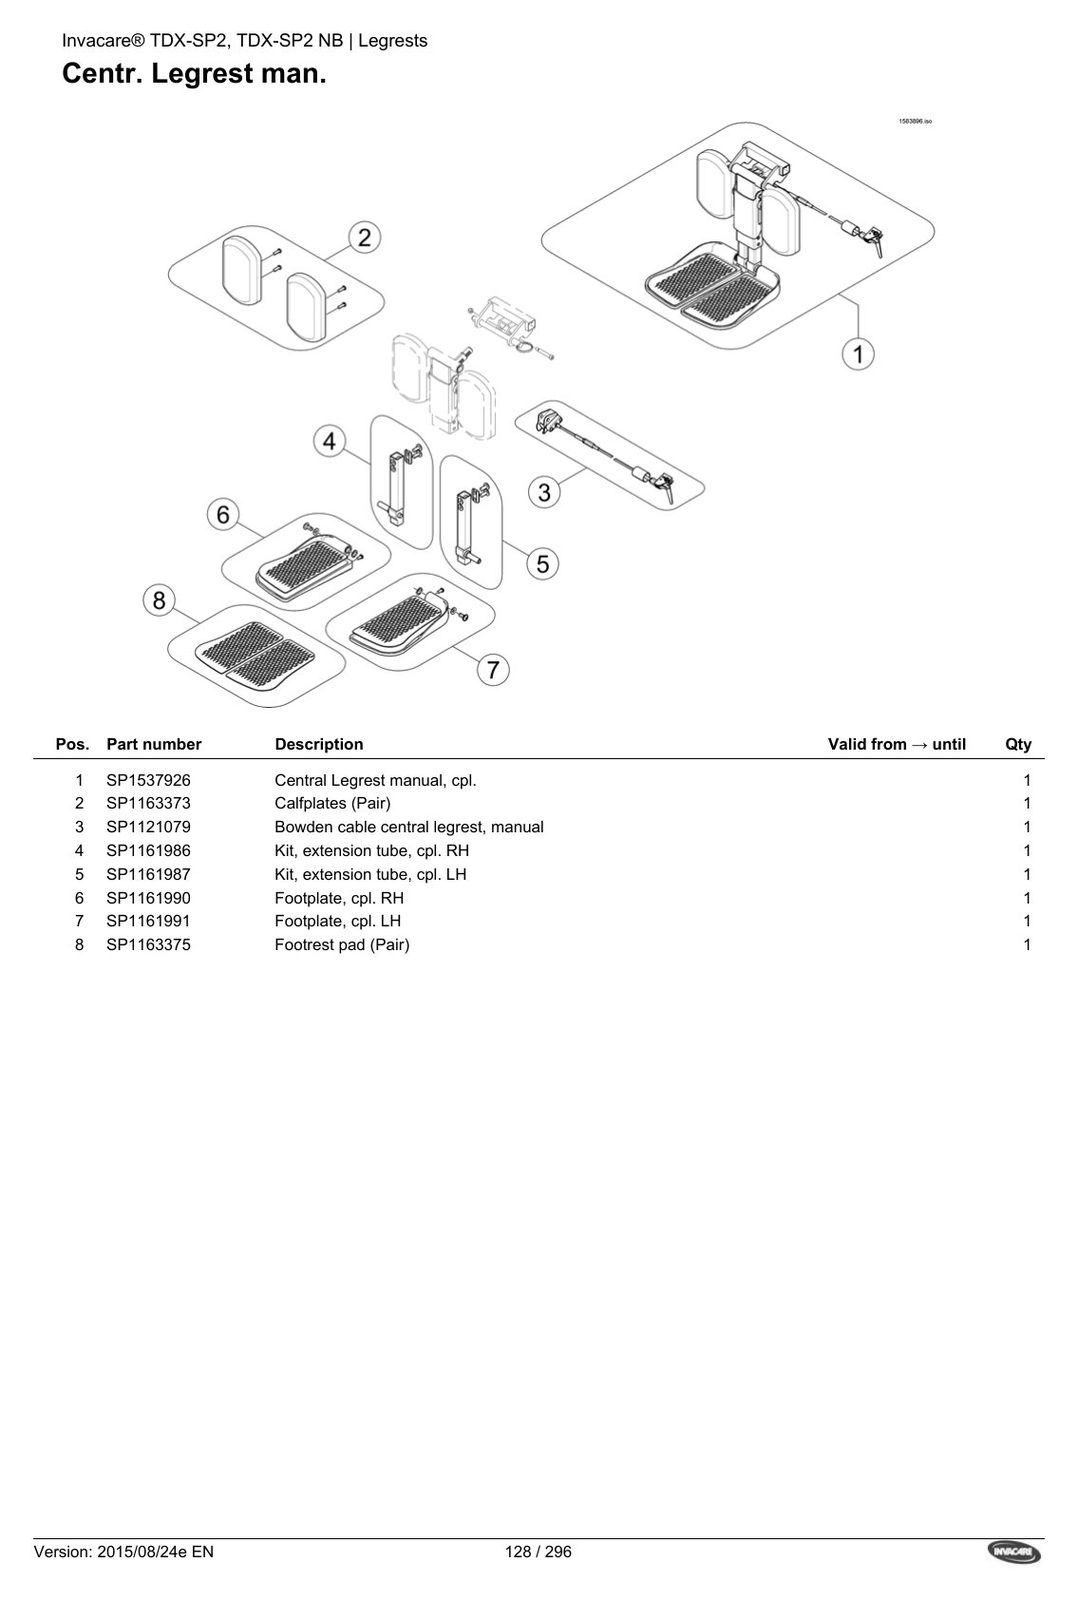 Invacare® TDX-SP2, TDX-SP2 NB | Legrests
Centr. Legrest man.
1583896.iso
2
1
4
3
6
5
8
7
Pos. Part number Description Valid from → until Qty
1 SP1537926 Central Legrest manual, cpl. 1
2 SP1163373 Calfplates (Pair) 1
3 SP1121079 Bowden cable central legrest, manual 1
4 SP1161986 Kit, extension tube, cpl. RH 1
5 SP1161987 Kit, extension tube, cpl. LH 1
6 SP1161990 Footplate, cpl. RH 1
7 SP1161991 Footplate, cpl. LH 1
8 SP1163375 Footrest pad (Pair) 1
Version: 2015/08/24e EN 128 / 296 INVACARE